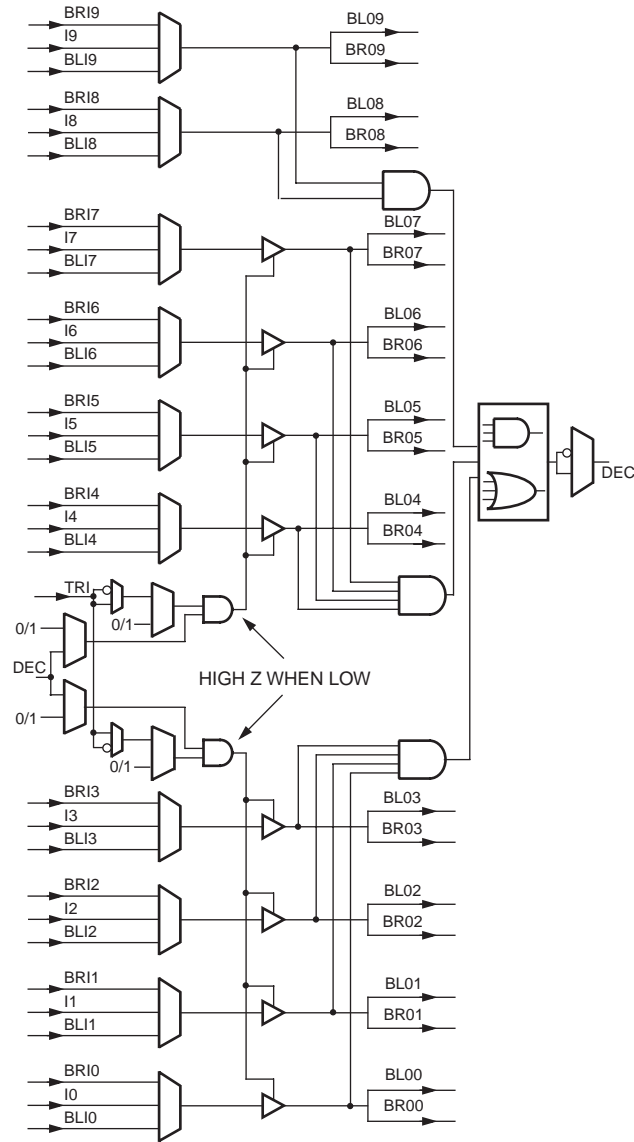 BRI9
I9
BLI9
BL09
BR09
BRI8
I8
BLI8
BL08
BR08
BRI7
I7
BLI7
BL07
BR07
BRI6
I6
BLI6
BL06
BR06
BRI5
I5
BLI5
BL05
BR05
BRI4
I4
BLI4
BL04
BR04
DEC
TRI
0/1
0/1
DEC
HIGH Z WHEN LOW
0/1
0/1
BRI3
I3
BLI3
BL03
BR03
BRI2
I2
BLI2
BL02
BR02
BRI1
I1
BLI1
BL01
BR01
BRI0
I0
BLI0
BL00
BR00